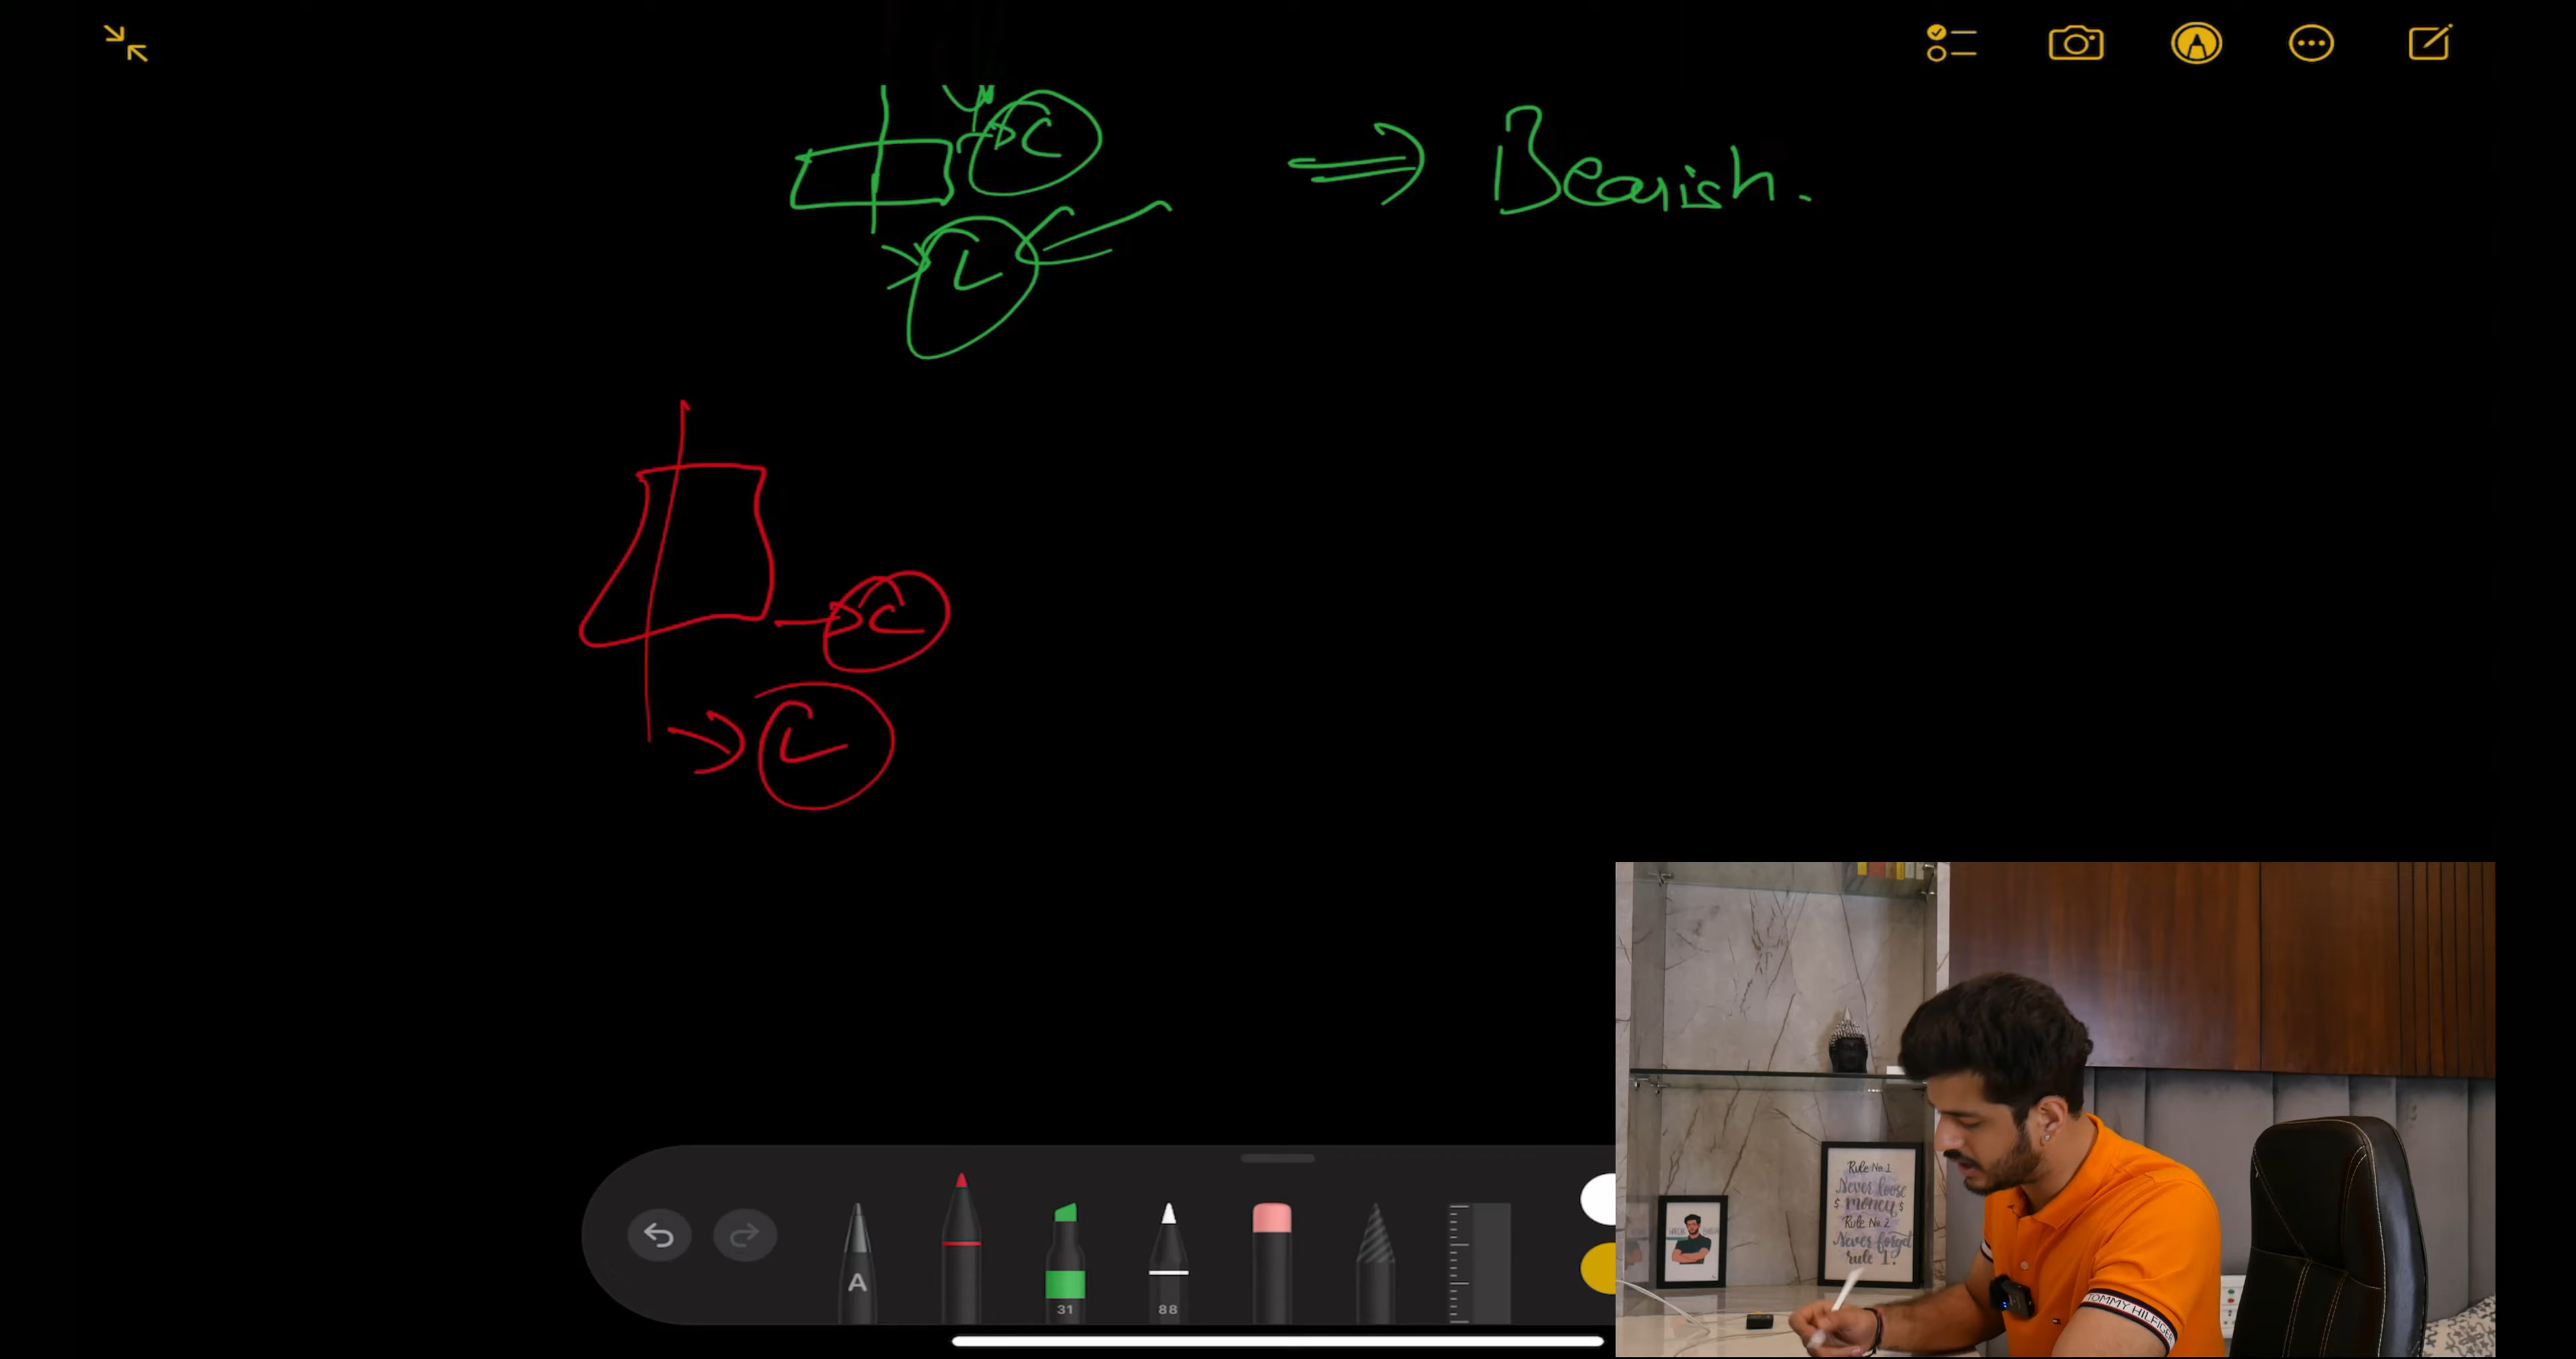 C
Bearish.
L
C
L
A
31
88
Rule No.1
Never loose
$ money $
Rule No.2
Never forget
rule 1.
TOMMY HILFIGER